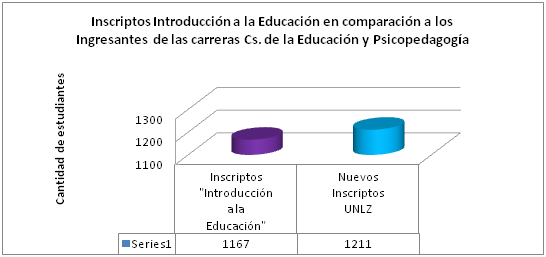 Inscriptos Introducción a la Educación en comparación a los
Ingresantes de las carreras Cs. de la Educación y Psicopedagogía
Cantidad de estudiantes
1300
1200
1100
Inscriptos
"Introducción
a la
Educación"
Nuevos
Inscriptos
UNLZ
Series1 1167 1211